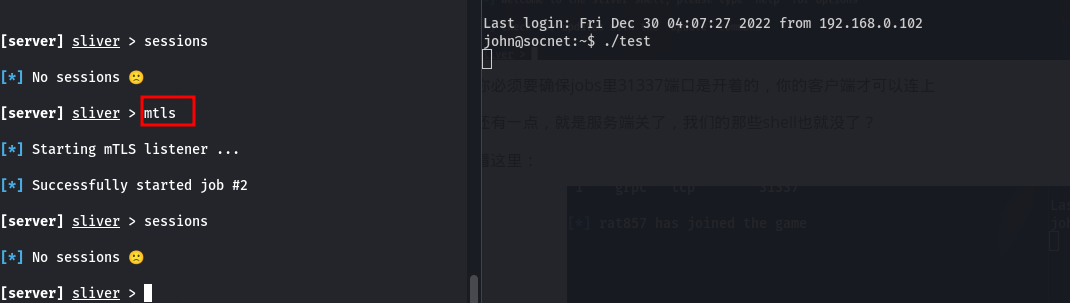 [server] sliver > sessions
[*] No sessions 🙁
[server] sliver > mtls
[*] Starting mTLS listener ...
[*] Successfully started job #2
[server] sliver > sessions
[*] No sessions 🙁
[server] sliver >
Last login: Fri Dec 30 04:07:27 2022 from 192.168.0.102
john@socnet:~$ ./test
必须要确保jobs里31337端口是开着的，你的客户端才可以连上
还有一点，就是服务端关了，我们的那些shell也就没了？
看这里：
1 grpc tcp 31337
[*] rat857 has joined the game